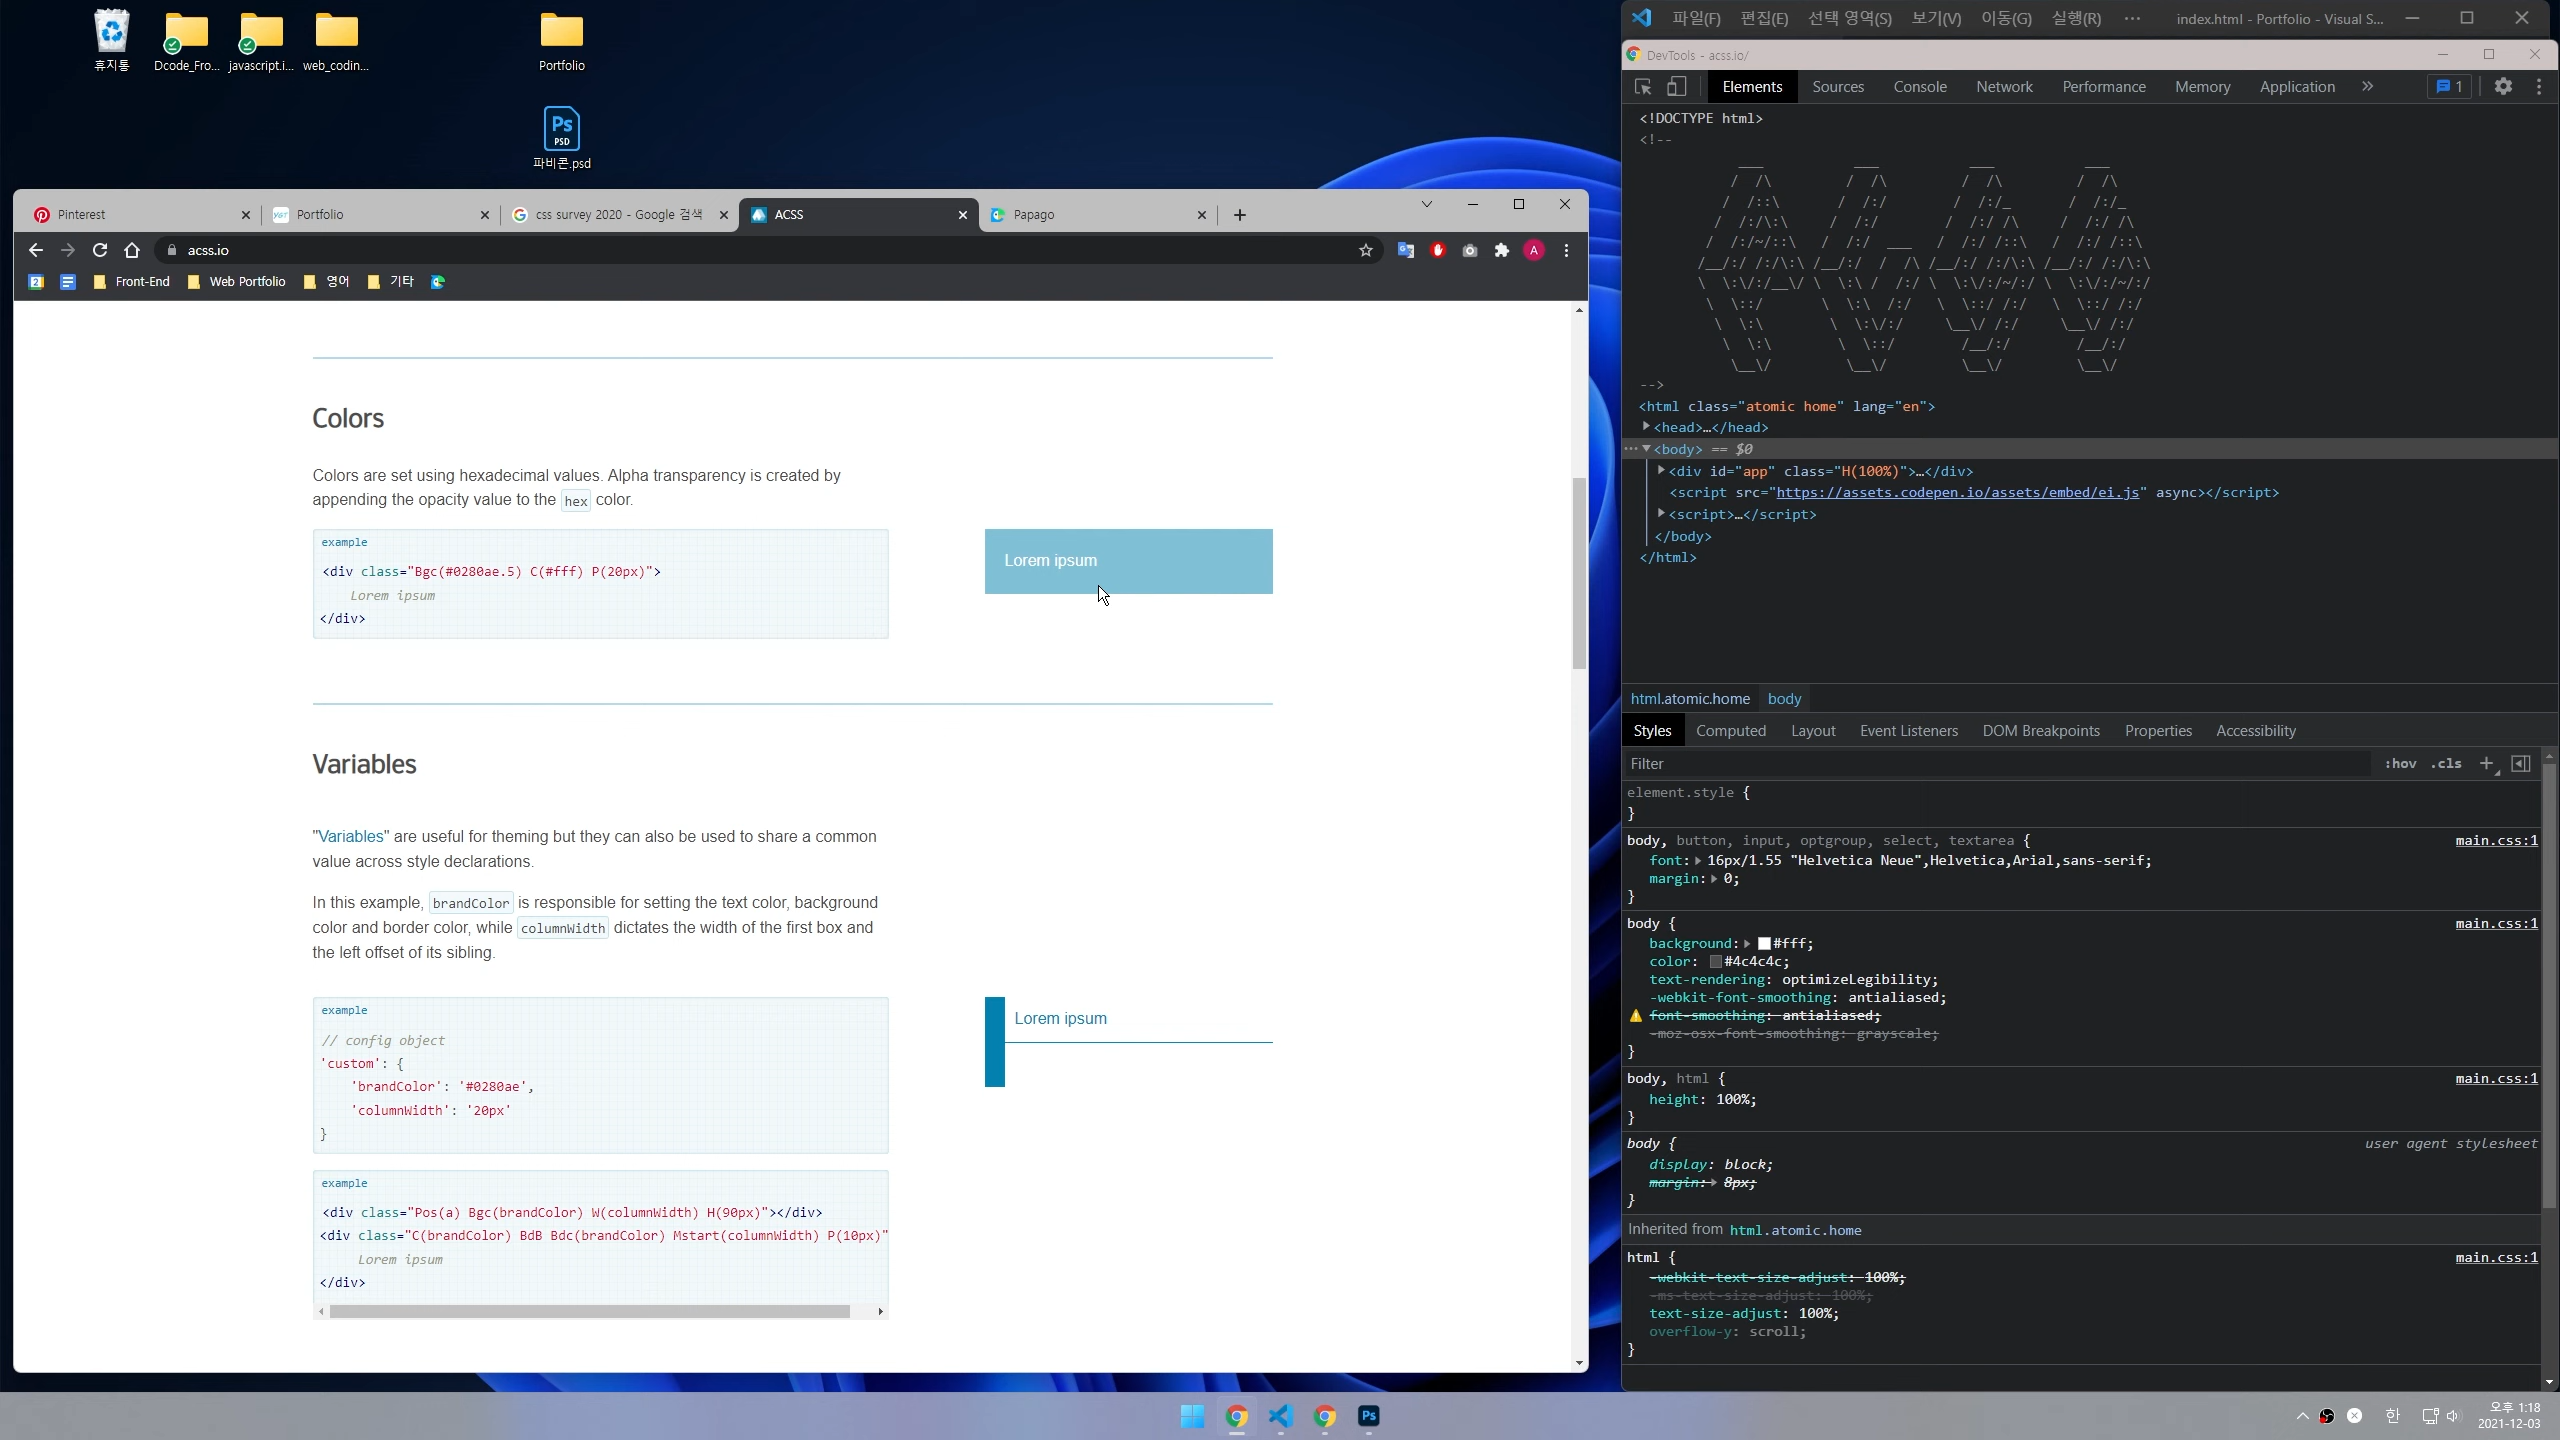 휴지통
Dcode_Fro...
javascript.i...
web_codin...
Portfolio
Ps
PSD
파비콘.psd
Pinterest
Portfolio
css survey 2020 - Google 검색
ACSS
Papago
acss.io
A
Front-End
Web Portfolio
영어
기타
Colors
Colors are set using hexadecimal values. Alpha transparency is created by
appending the opacity value to the hex color.
example
<div class="Bgc(#0280ae.5) C(#fff) P(20px)">
Lorem ipsum
</div>
Lorem ipsum
Variables
"Variables" are useful for theming but they can also be used to share a common
value across style declarations.
In this example, brandColor is responsible for setting the text color, background
color and border color, while columnWidth dictates the width of the first box and
the left offset of its sibling.
example
// config object
'custom': {
'brandColor': '#0280ae',
'columnWidth': '20px'
}
Lorem ipsum
example
<div class="Pos(a) Bgc(brandColor) W(columnWidth) H(90px)"></div>
<div class="C(brandColor) BdB Bdc(brandColor) Mstart(columnWidth) P(10px)"
Lorem ipsum
</div>
파일(F) 편집(E) 선택 영역(S) 보기(V) 이동(G) 실행(R) ··· index.html - Portfolio - Visual S...
DevTools - acss.io/
Elements Sources Console Network Performance Memory Application » 1
<!DOCTYPE html>
<!--
-->
<html class="atomic home" lang="en">
<head>…</head>
<body> == $0
<div id="app" class="H(100%)">…</div>
<script src="https://assets.codepen.io/assets/embed/ei.js" async></script>
<script>…</script>
</body>
</html>
html.atomic.home body
Styles Computed Layout Event Listeners DOM Breakpoints Properties Accessibility
Filter :hov .cls +
element.style {
}
body, button, input, optgroup, select, textarea { main.css:1
font: 16px/1.55 "Helvetica Neue",Helvetica,Arial,sans-serif;
margin: 0;
}
body { main.css:1
background: #fff;
color: #4c4c4c;
text-rendering: optimizeLegibility;
-webkit-font-smoothing: antialiased;
font-smoothing: antialiased;
-moz-osx-font-smoothing: grayscale;
}
body, html { main.css:1
height: 100%;
}
body { user agent stylesheet
display: block;
margin: 8px;
}
Inherited from html.atomic.home
html { main.css:1
-webkit-text-size-adjust: 100%;
-ms-text-size-adjust: 100%;
text-size-adjust: 100%;
overflow-y: scroll;
}
Ps
한
오후 1:18
2021-12-03